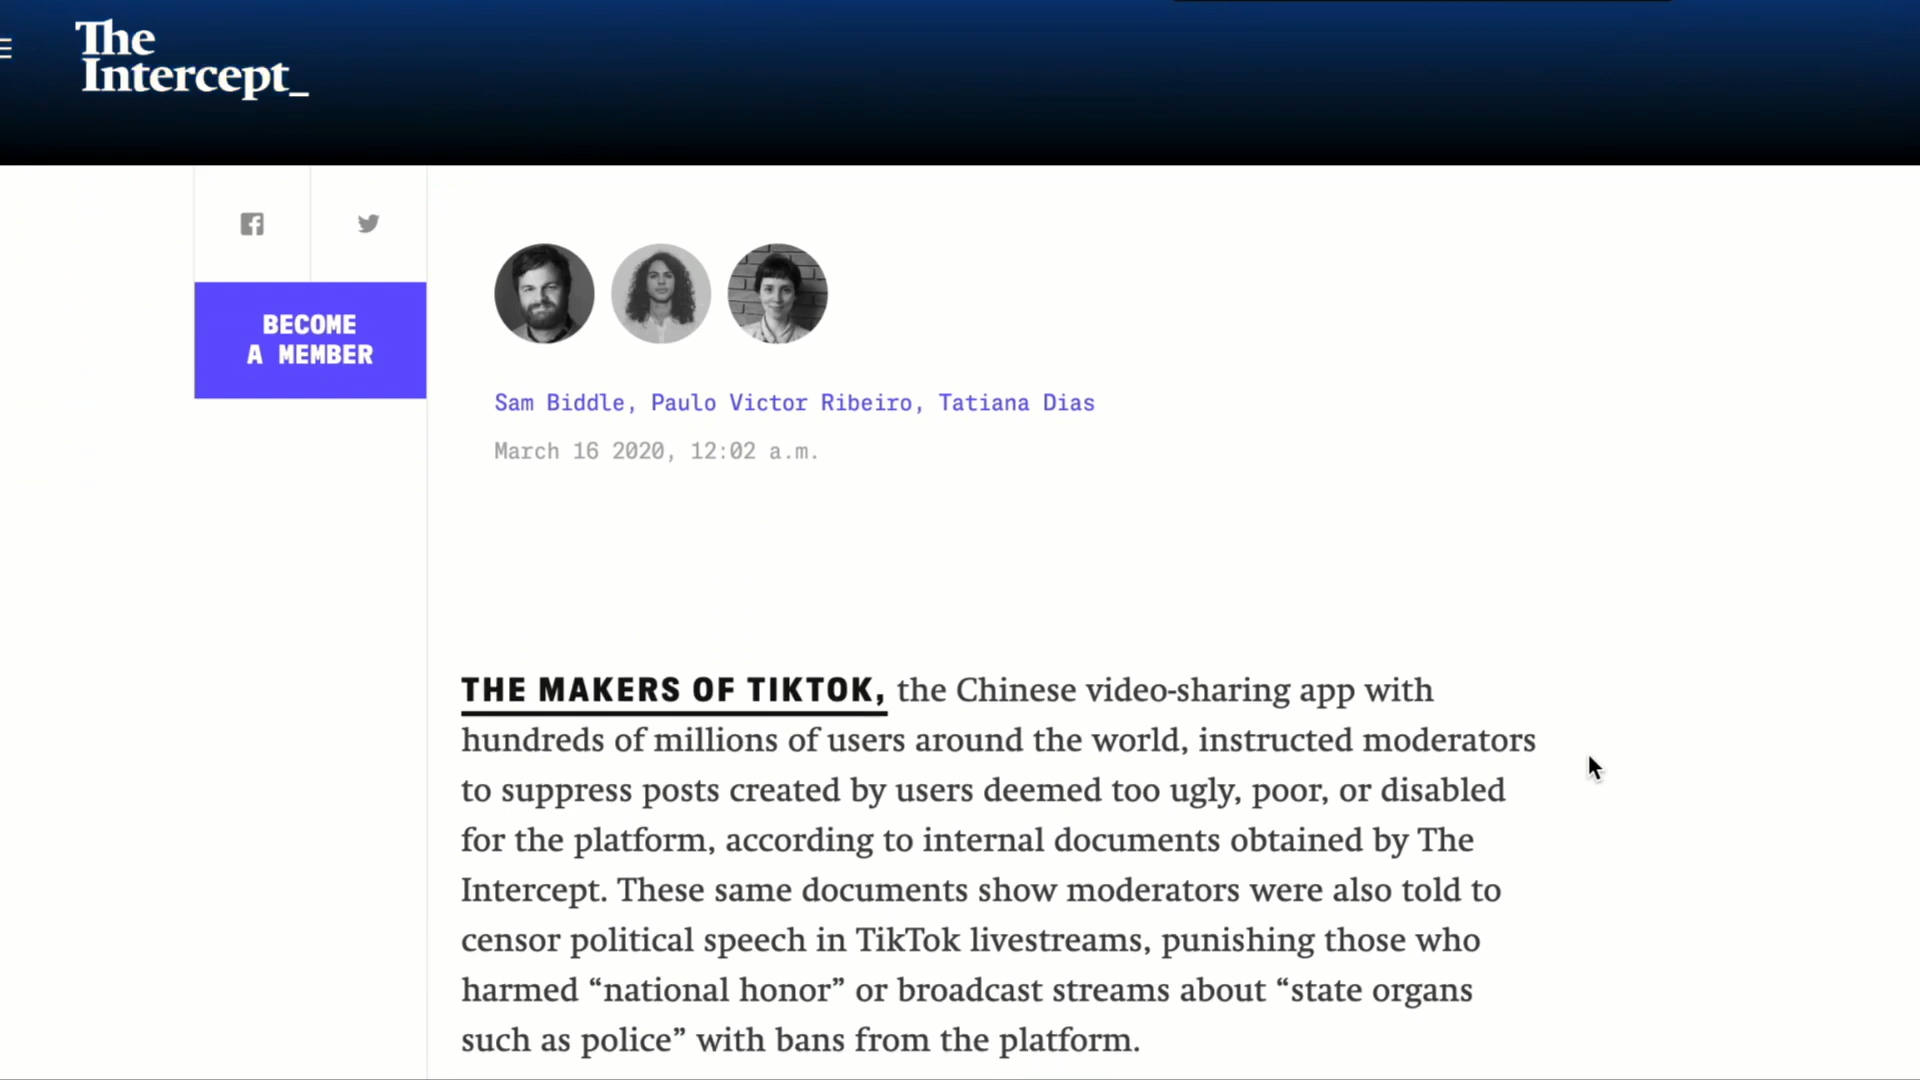 The
Intercept_
BECOME
A MEMBER
Sam Biddle, Paulo Victor Ribeiro, Tatiana Dias
March 16 2020, 12:02 a.m.
THE MAKERS OF TIKTOK, the Chinese video-sharing app with
hundreds of millions of users around the world, instructed moderators
to suppress posts created by users deemed too ugly, poor, or disabled
for the platform, according to internal documents obtained by The
Intercept. These same documents show moderators were also told to
censor political speech in TikTok livestreams, punishing those who
harmed “national honor” or broadcast streams about “state organs
such as police” with bans from the platform.